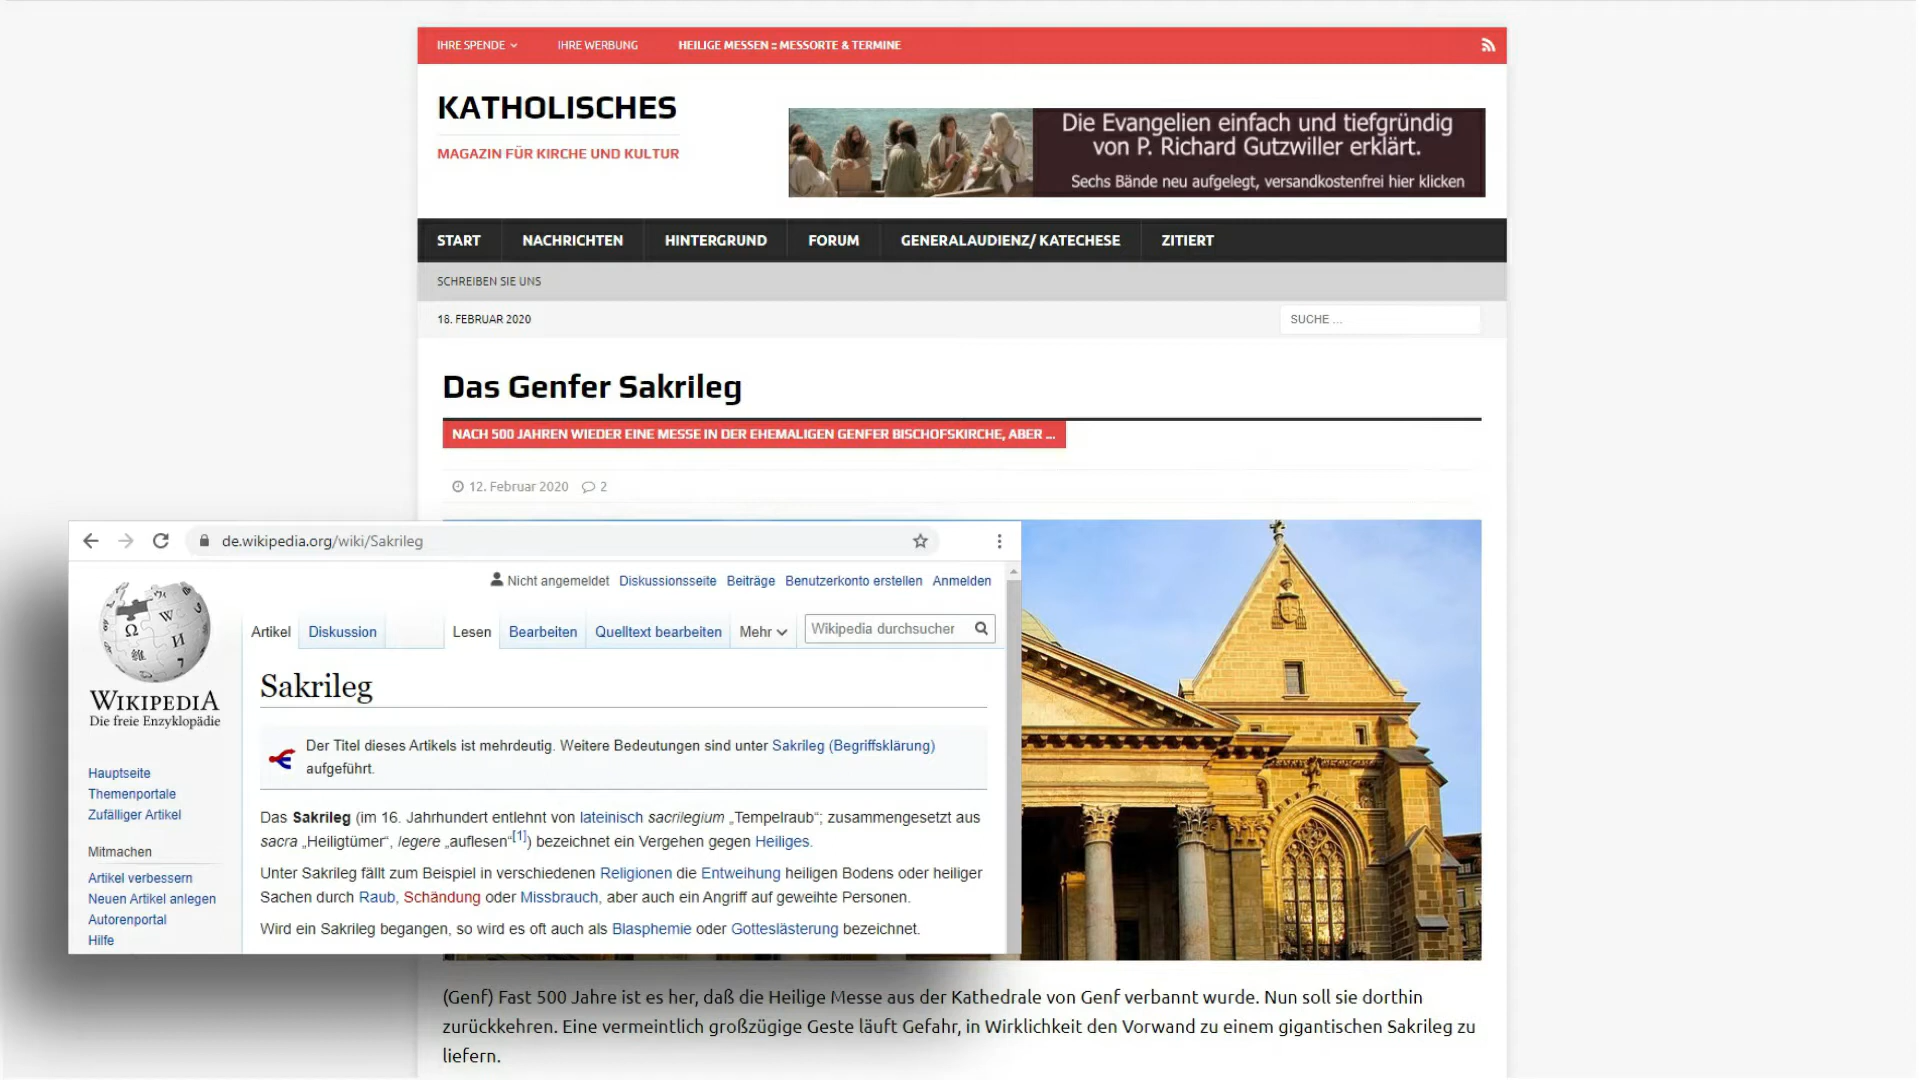 IHRE SPENDE
IHRE WERBUNG
HEILIGE MESSEN :: MESSORTE & TERMINE
KATHOLISCHES
MAGAZIN FÜR KIRCHE UND KULTUR
Die Evangelien einfach und tiefgründig
von P. Richard Gutzwiller erklärt.
Sechs Bände neu aufgelegt, versandkostenfrei hier klicken
START NACHRICHTEN HINTERGRUND FORUM GENERALAUDIENZ/ KATECHESE ZITIERT
SCHREIBEN SIE UNS
18. FEBRUAR 2020
SUCHE ...
Das Genfer Sakrileg
NACH 500 JAHREN WIEDER EINE MESSE IN DER EHEMALIGEN GENFER BISCHOFSKIRCHE, ABER ...
12. Februar 2020 2
de.wikipedia.org/wiki/Sakrileg
Nicht angemeldet Diskussionsseite Beiträge Benutzerkonto erstellen Anmelden
Artikel Diskussion Lesen Bearbeiten Quelltext bearbeiten Mehr Wikipedia durchsuchen
WIKIPEDIA
Die freie Enzyklopädie
Hauptseite
Themenportale
Zufälliger Artikel
Mitmachen
Artikel verbessern
Neuen Artikel anlegen
Autorenportal
Hilfe
Sakrileg
Der Titel dieses Artikels ist mehrdeutig. Weitere Bedeutungen sind unter Sakrileg (Begriffsklärung)
aufgeführt.
Das Sakrileg (im 16. Jahrhundert entlehnt von lateinisch sacrilegium „Tempelraub“; zusammengesetzt aus
sacra „Heiligtümer“, legere „auflesen“[1]) bezeichnet ein Vergehen gegen Heiliges.
Unter Sakrileg fällt zum Beispiel in verschiedenen Religionen die Entweihung heiligen Bodens oder heiliger
Sachen durch Raub, Schändung oder Missbrauch, aber auch ein Angriff auf geweihte Personen.
Wird ein Sakrileg begangen, so wird es oft auch als Blasphemie oder Gotteslästerung bezeichnet.
(Genf) Fast 500 Jahre ist es her, daß die Heilige Messe aus der Kathedrale von Genf verbannt wurde. Nun soll sie dorthin
zurückkehren. Eine vermeintlich großzügige Geste läuft Gefahr, in Wirklichkeit den Vorwand zu einem gigantischen Sakrileg zu
liefern.